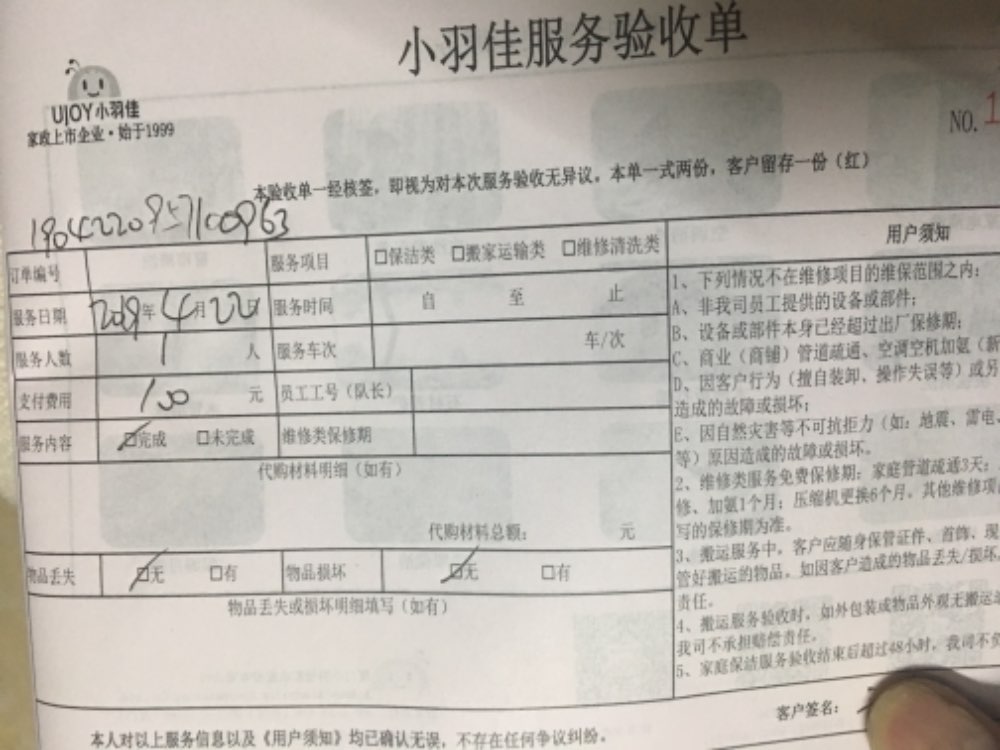 小羽佳服务验收单
UJOY小羽佳
家政上市企业·始于1999
NO. 1
本验收单一经核签，即视为对本次服务验收无异议。本单一式两份，客户留存一份（红）
1904220957100963
订单编号 服务项目 □保洁类 □搬家运输类 □维修清洗类
服务日期 2019年4月22日 服务时间 自 至 止
服务人数 1 人 服务车次 车/次
支付费用 100 元 员工工号（队长）
服务内容 ☑完成 □未完成 维修类保修期
代购材料明细（如有）
代购材料总额： 元
物品丢失 ☑无 □有 物品损坏 ☑无 □有
物品丢失或损坏明细填写（如有）
用户须知
1、下列情况不在维修项目的维保范围之内：
A、非我司员工提供的设备或部件；
B、设备或部件本身已经超过出厂保修期；
C、商业（商铺）管道疏通、空调空机加氨（新
D、因客户行为（擅自装卸、操作失误等）或另
造成的故障或损坏；
E、因自然灾害等不可抗拒力（如：地震、雷电、
等）原因造成的故障或损坏。
2、维修类服务免费保修期：家庭管道疏通3天；
修、加氨1个月；压缩机更换6个月。其他维修项
写的保修期为准。
3、搬运服务中，客户应随身保管证件、首饰、现
管好搬运的物品，如因客户造成的物品丢失/损坏
责任。
4、搬运服务验收时，如外包装或物品外观无搬运
我司不承担赔偿责任。
5、家庭保洁服务验收结束后超过48小时，我司不
客户签名：
本人对以上服务信息以及《用户须知》均已确认无误，不存在任何争议纠纷。